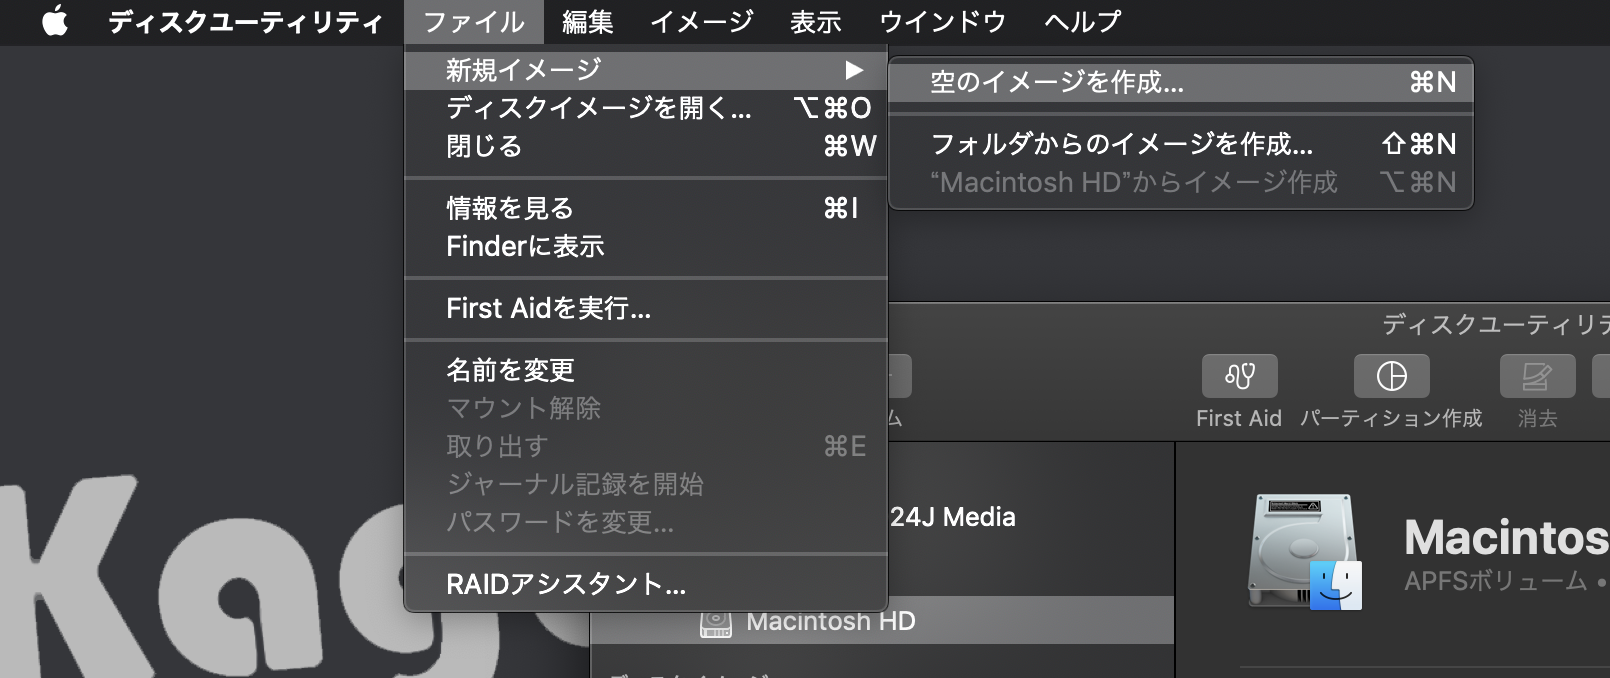 ディスクユーティリティ ファイル 編集 イメージ 表示 ウインドウ ヘルプ
新規イメージ ▶
ディスクイメージを開く... ⌥⌘O
閉じる ⌘W
情報を見る ⌘I
Finderに表示
First Aidを実行...
名前を変更
マウント解除
取り出す ⌘E
ジャーナル記録を開始
パスワードを変更...
RAIDアシスタント...
空のイメージを作成... ⌘N
フォルダからのイメージを作成... ⇧⌘N
“Macintosh HD”からイメージ作成 ⌥⌘N
ディスクユーティリテ
First Aid パーティション作成 消去
24J Media
Macintosh HD
Macintos
APFSボリューム •
Kag